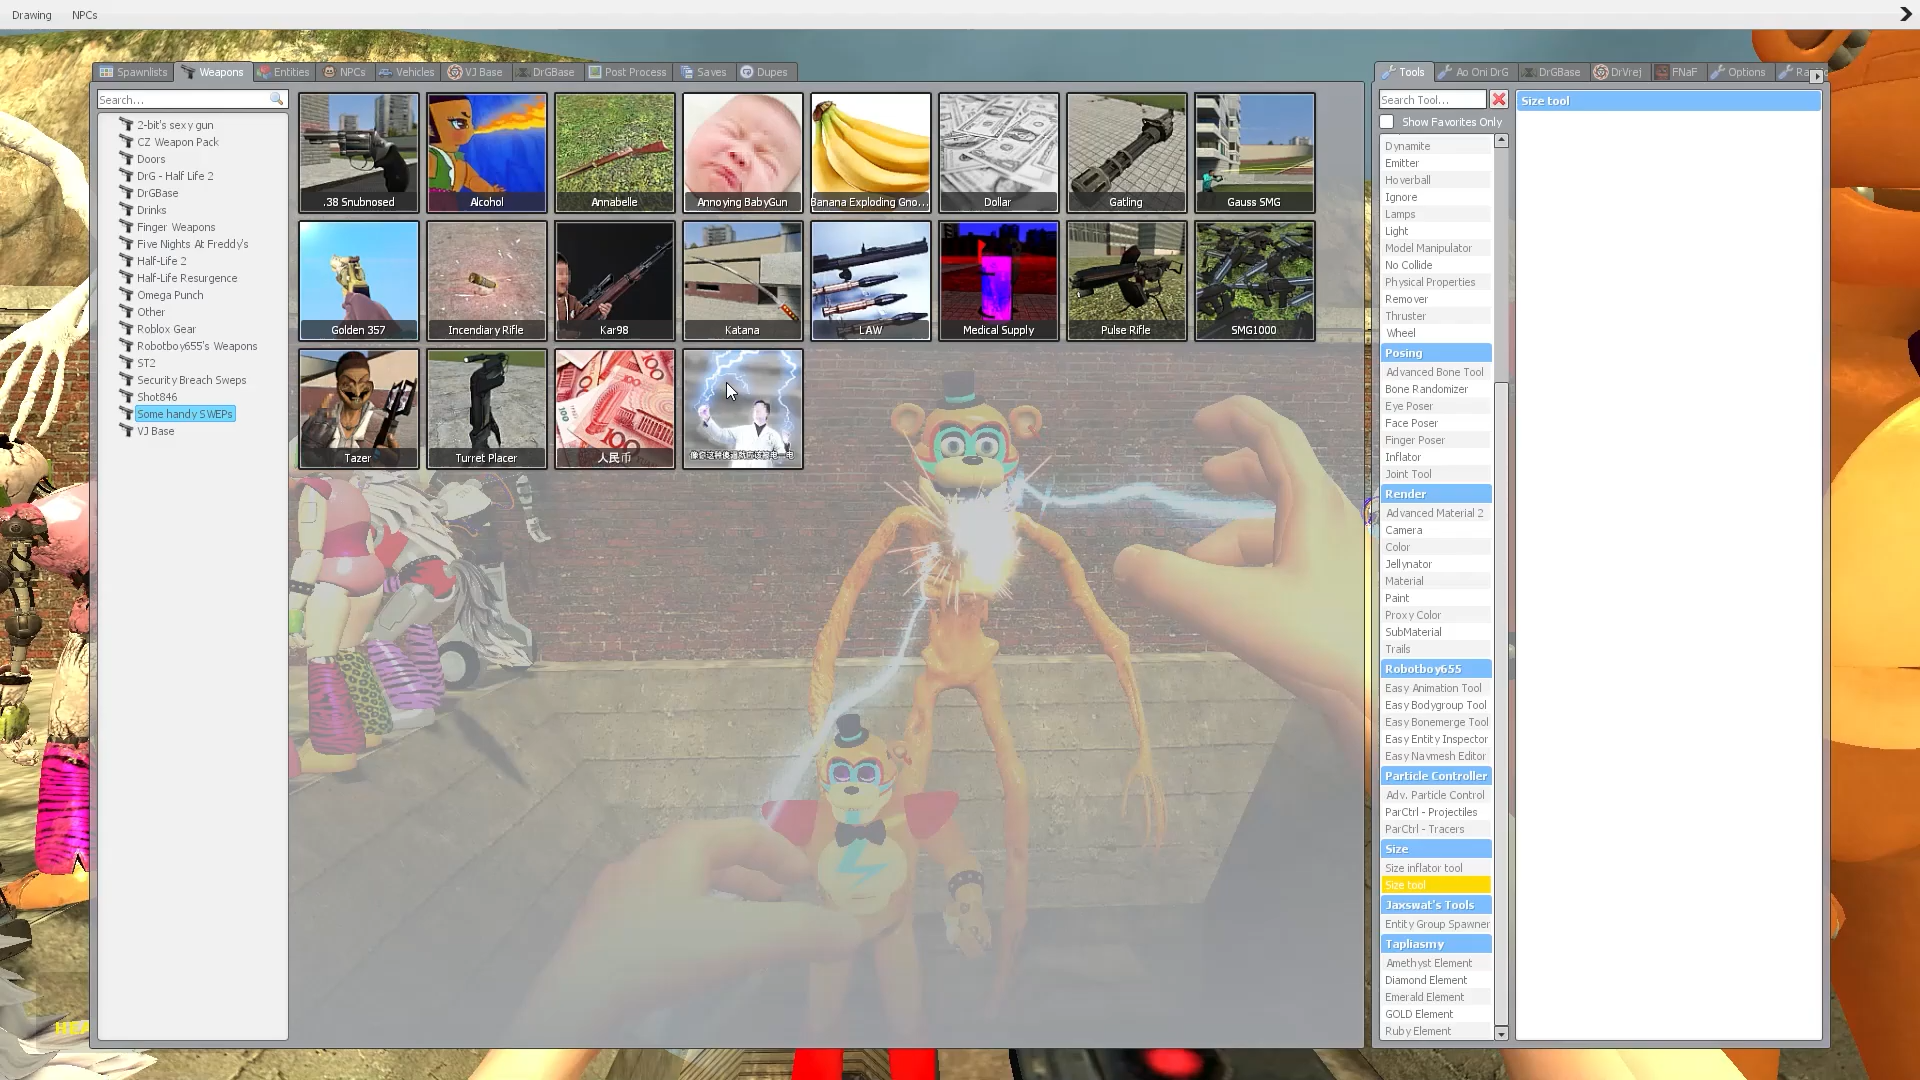 Drawing NPCs
Spawnlists Weapons Entities NPCs Vehicles VJ Base DrGBase Post Process Saves Dupes
Search...
2-bit's sexy gun
CZ Weapon Pack
Doors
DrG - Half Life 2
DrGBase
Drinks
Finger Weapons
Five Nights At Freddy's
Half-Life 2
Half-Life Resurgence
Omega Punch
Other
Roblox Gear
Robotboy655's Weapons
ST2
Security Breach Sweps
Shot846
Some handy SWEPs
VJ Base
.38 Snubnosed
Alcohol
Annabelle
Annoying BabyGun
Banana Exploding Gno...
Dollar
Gatling
Gauss SMG
Golden 357
Incendiary Rifle
Kar98
Katana
LAW
Medical Supply
Pulse Rifle
SMG1000
Tazer
Turret Placer
人民币
Tools Ao Oni DrG DrGBase DrVrej FNaF Options
Search Tool...
Show Favorites Only
Dynamite
Emitter
Hoverball
Ignore
Lamps
Light
Model Manipulator
No Collide
Physical Properties
Remover
Thruster
Wheel
Posing
Advanced Bone Tool
Bone Randomizer
Eye Poser
Face Poser
Finger Poser
Inflator
Joint Tool
Render
Advanced Material 2
Camera
Color
Jellynator
Material
Paint
Proxy Color
SubMaterial
Trails
Robotboy655
Easy Animation Tool
Easy Bodygroup Tool
Easy Bonemerge Tool
Easy Entity Inspector
Easy Navmesh Editor
Particle Controller
Adv. Particle Control
ParCtrl - Projectiles
ParCtrl - Tracers
Size
Size inflator tool
Size tool
Jaxswat's Tools
Entity Group Spawner
Tapliasmy
Amethyst Element
Diamond Element
Emerald Element
GOLD Element
Ruby Element
Size tool